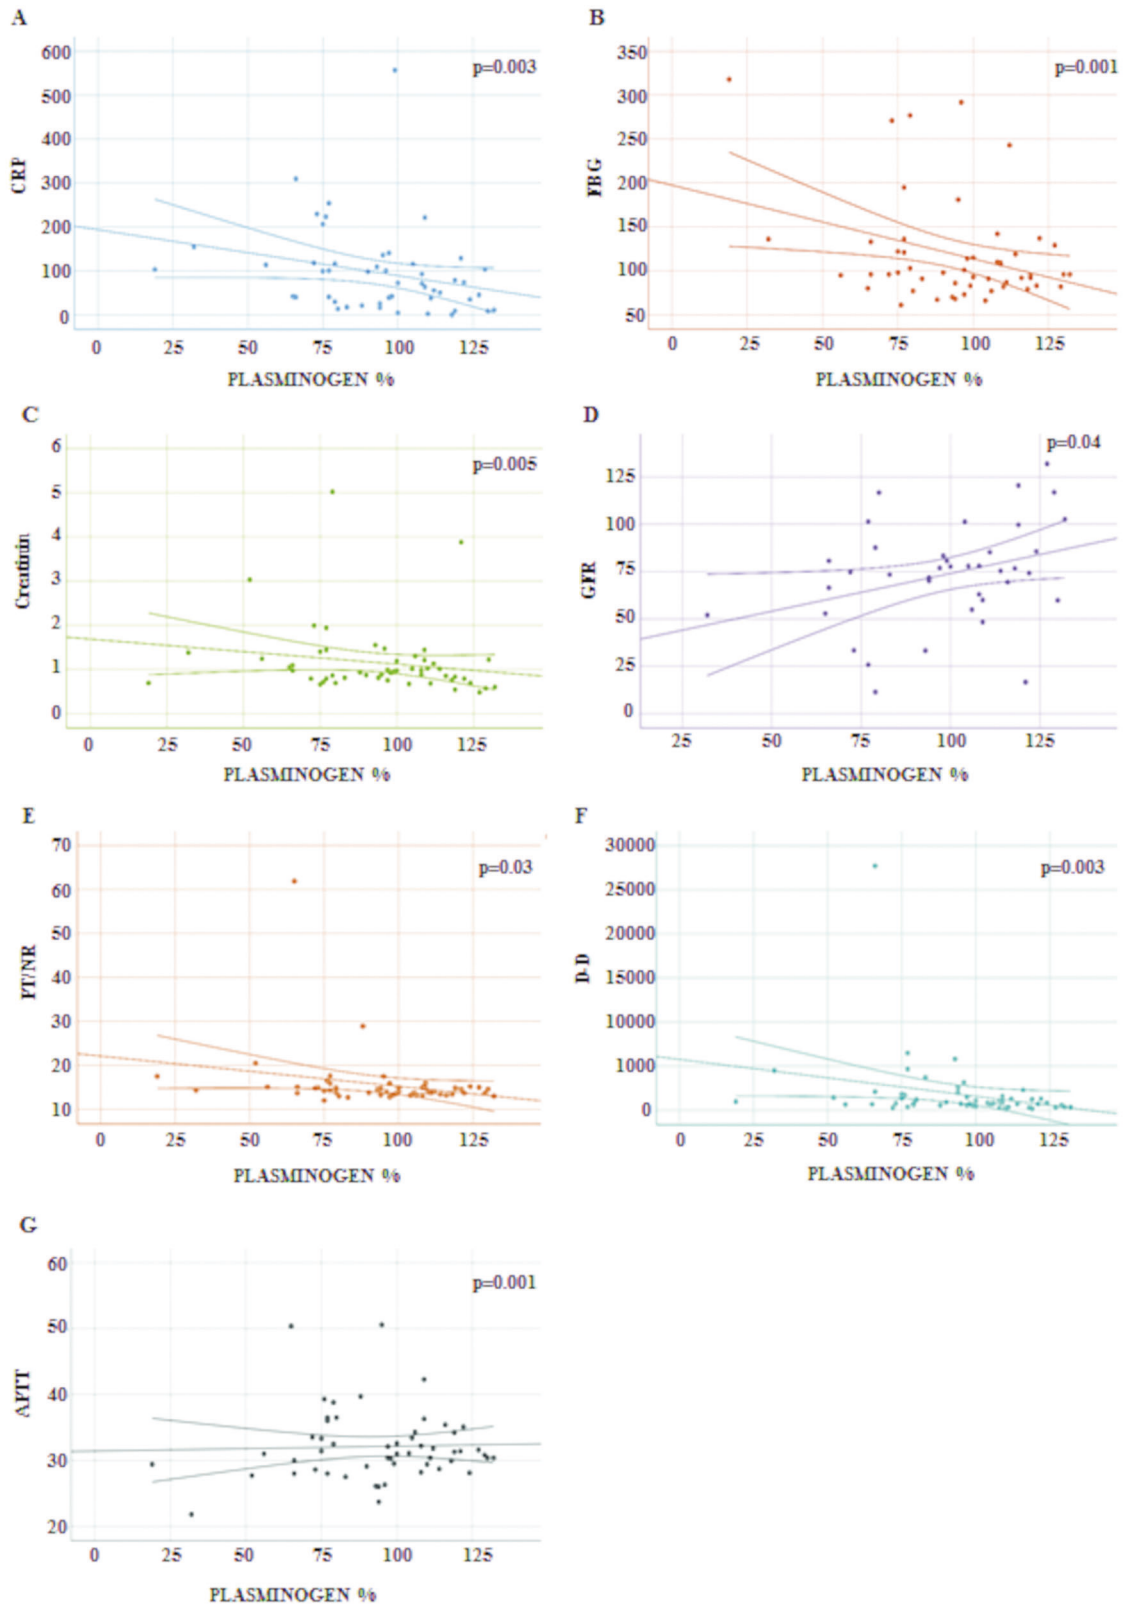 A
CRP
600
500
400
300
200
100
0
p=0.003
0 25 50 75 100 125
PLASMINOGEN %
B
FBG
350
300
250
200
150
100
50
p=0.001
0 25 50 75 100 125
PLASMINOGEN %
C
Creatinin
6
5
4
3
2
1
0
p=0.005
0 25 50 75 100 125
PLASMINOGEN %
D
GFR
125
100
75
50
25
0
p=0.04
25 50 75 100 125
PLASMINOGEN %
E
PT/NR
70
60
50
40
30
20
10
p=0.03
0 25 50 75 100 125
PLASMINOGEN %
F
D-D
30000
25000
20000
15000
10000
1000
0
p=0.003
0 25 50 75 100 125
PLASMINOGEN %
G
APTT
60
50
40
30
20
p=0.001
0 25 50 75 100 125
PLASMINOGEN %